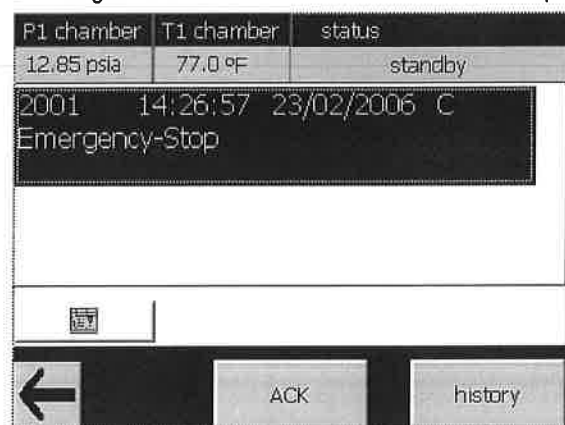 P1 chamber T1 chamber status
12.85 psia 77.0 ºF standby
2001 14:26:57 23/02/2006 C
Emergency-Stop
ACK history